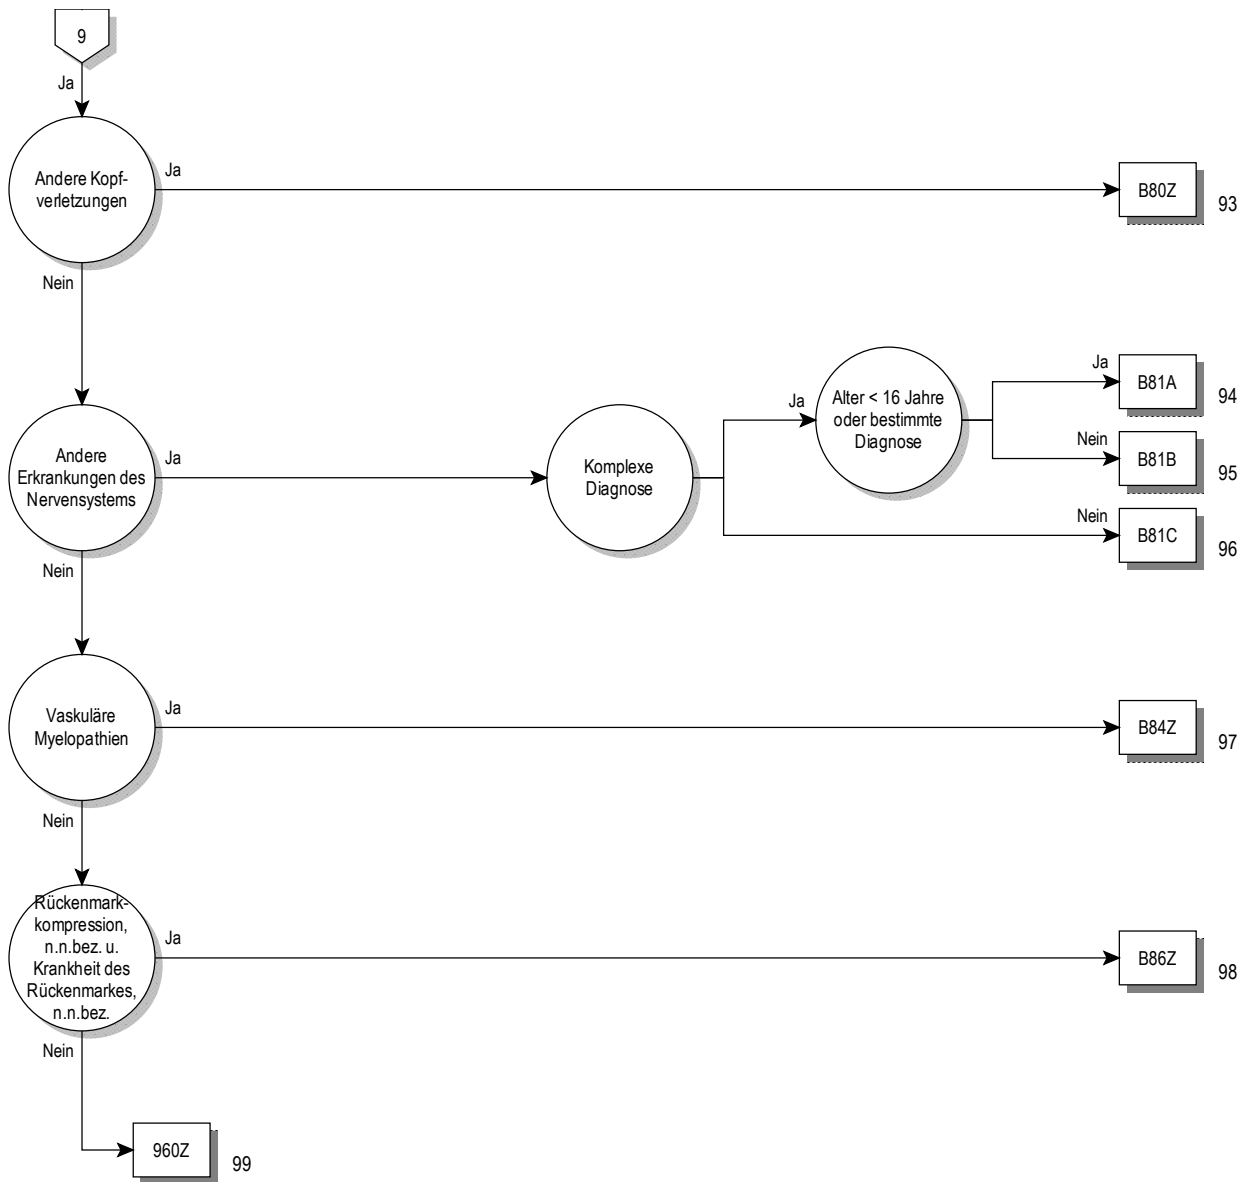 9
Ja
Andere Kopf-
verletzungen
Ja
B80Z
93
Nein
Andere
Erkrankungen des
Nervensystems
Ja
Komplexe
Diagnose
Ja
Alter < 16 Jahre
oder bestimmte
Diagnose
Ja
B81A
94
Nein
B81B
95
Nein
B81C
96
Nein
Vaskuläre
Myelopathien
Ja
B84Z
97
Nein
Rückenmark-
kompression,
n.n.bez. u.
Krankheit des
Rückenmarkes,
n.n.bez.
Ja
B86Z
98
Nein
960Z
99